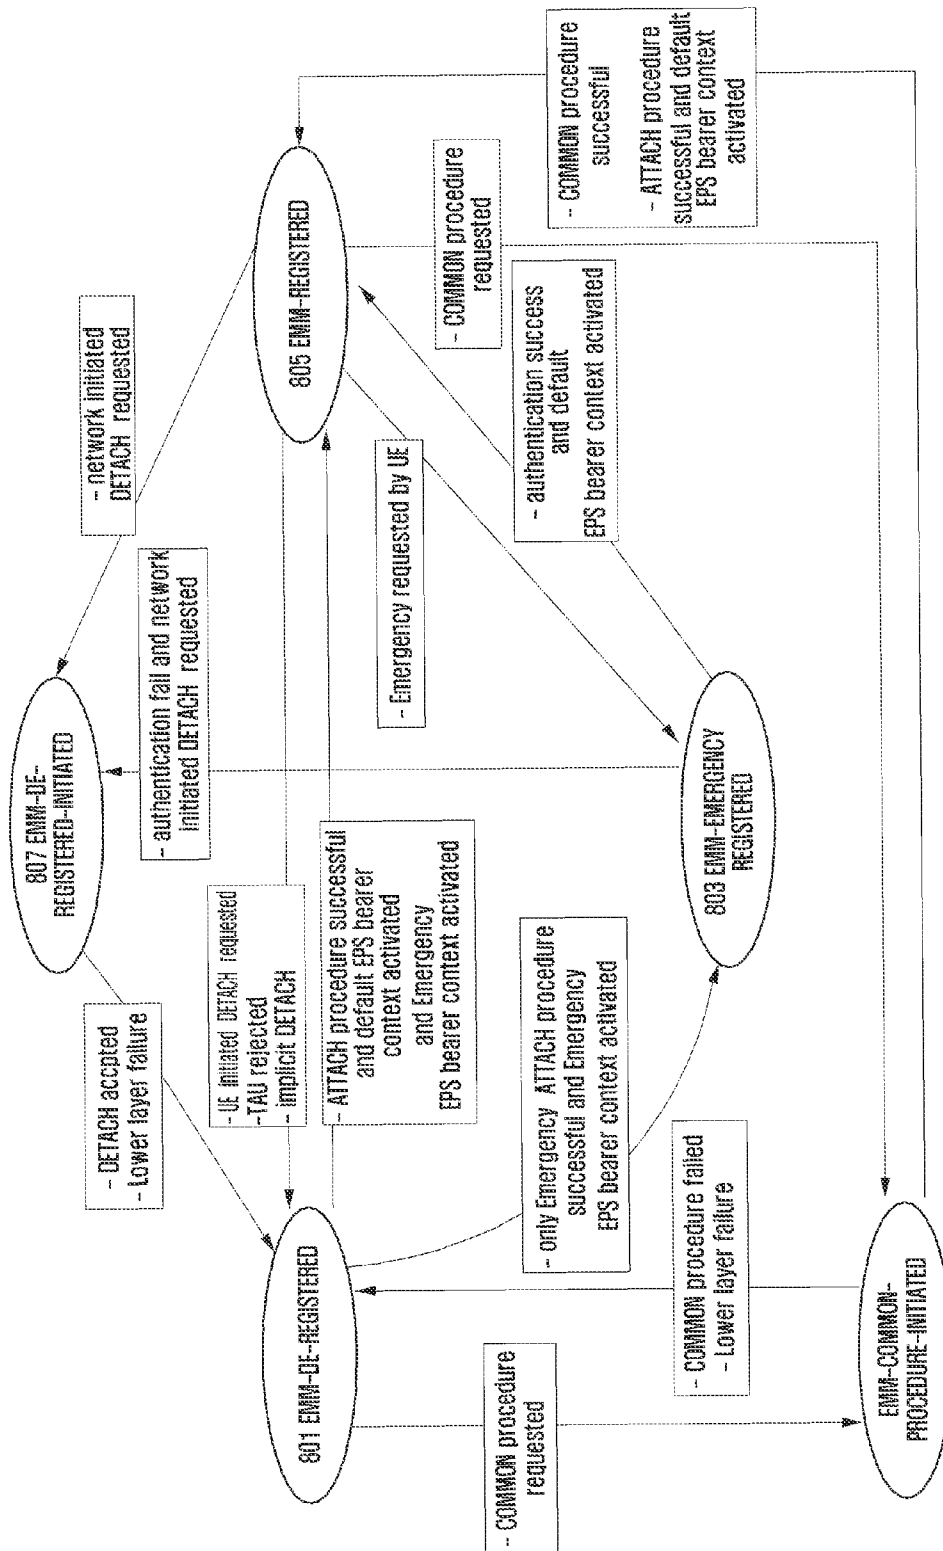 807 EMM-DE-
REGISTERED-INITIATED
- network initiated
DETACH requested
- DETACH accpted
- Lower layer failure
- authentication fail and network
initiated DETACH requested
801 EMM-DE-REGISTERED
805 EMM-REGISTERED
- UE initiated DETACH requested
-TAU rejected
- implicit DETACH
- ATTACH procedure successful
and default EPS bearer
context activated
and Emergency
EPS bearer context activated
- Emergency requested by UE
- COMMON procedure
requested
- authentication success
and default
EPS bearer context activated
- COMMON procedure
successful
- ATTACH procedure
successful and default
EPS bearer context
activated
- only Emergency ATTACH procedure
successful and Emergency
EPS bearer context activated
803 EMM-EMERGENCY
REGISTERED
- COMMON procedure
requested
- COMMON procedure failed
- Lower layer failure
EMM-COMMON-
PROCEDURE-INITIATED